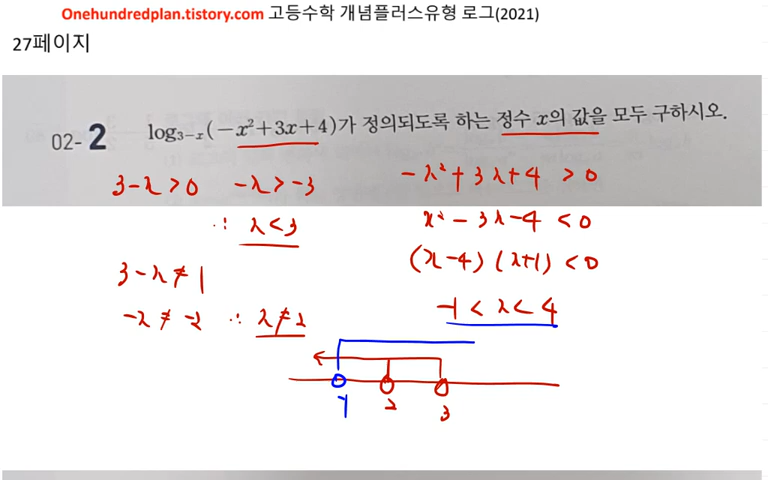 Onehundredplan.tistory.com 고등수학 개념플러스유형 로그(2021)
27페이지
02-2 log₃₋ₓ(−x²+3x+4)가 정의되도록 하는 정수 x의 값을 모두 구하시오.
3-x>0 -x>-3 -x²+3x+4 >0
∴ x<3 x²-3x-4 <0
3-x≠1 (x-4)(x+1)<0
-x≠-2 ∴ x≠2 -1<x<4
-1 2 3